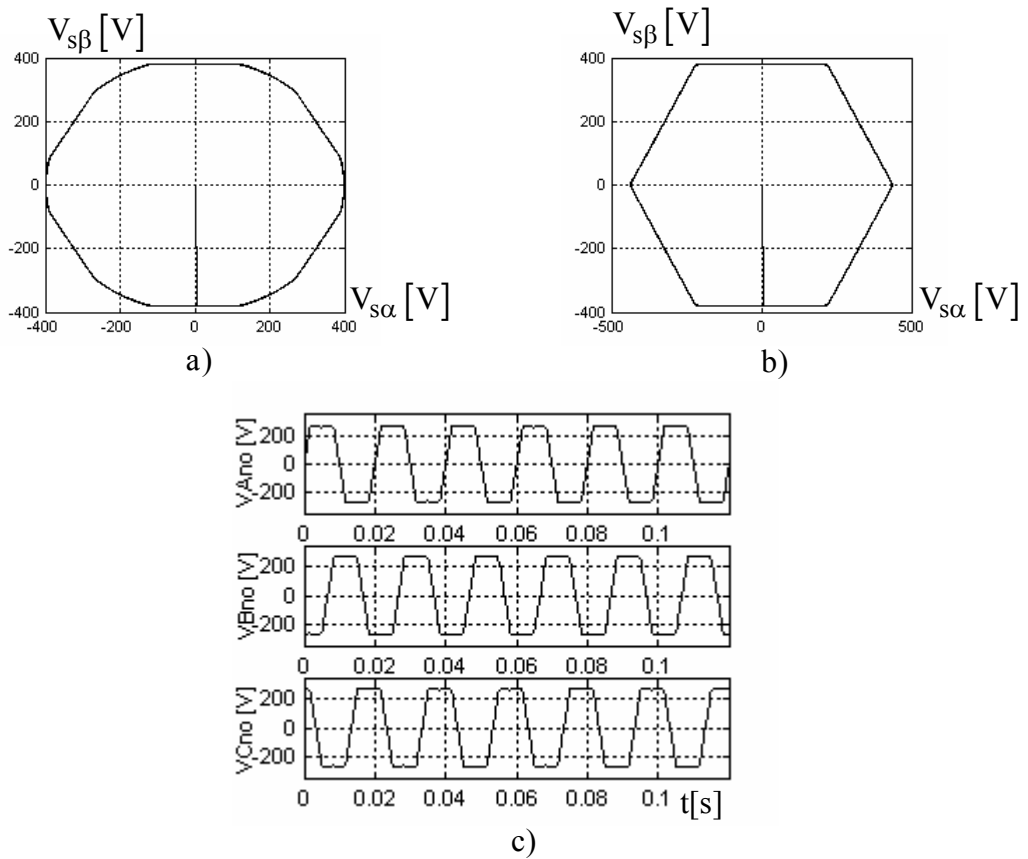 Vsβ [V]
400
200
0
-200
-400
-400 -200 0 200 400
Vsα [V]
a)
Vsβ [V]
400
200
0
-200
-400
-500 0 500
Vsα [V]
b)
VAno [V]
200
0
-200
0 0.02 0.04 0.06 0.08 0.1
VBno [V]
200
0
-200
0 0.02 0.04 0.06 0.08 0.1
VCno [V]
200
0
-200
0 0.02 0.04 0.06 0.08 0.1 t[s]
c)